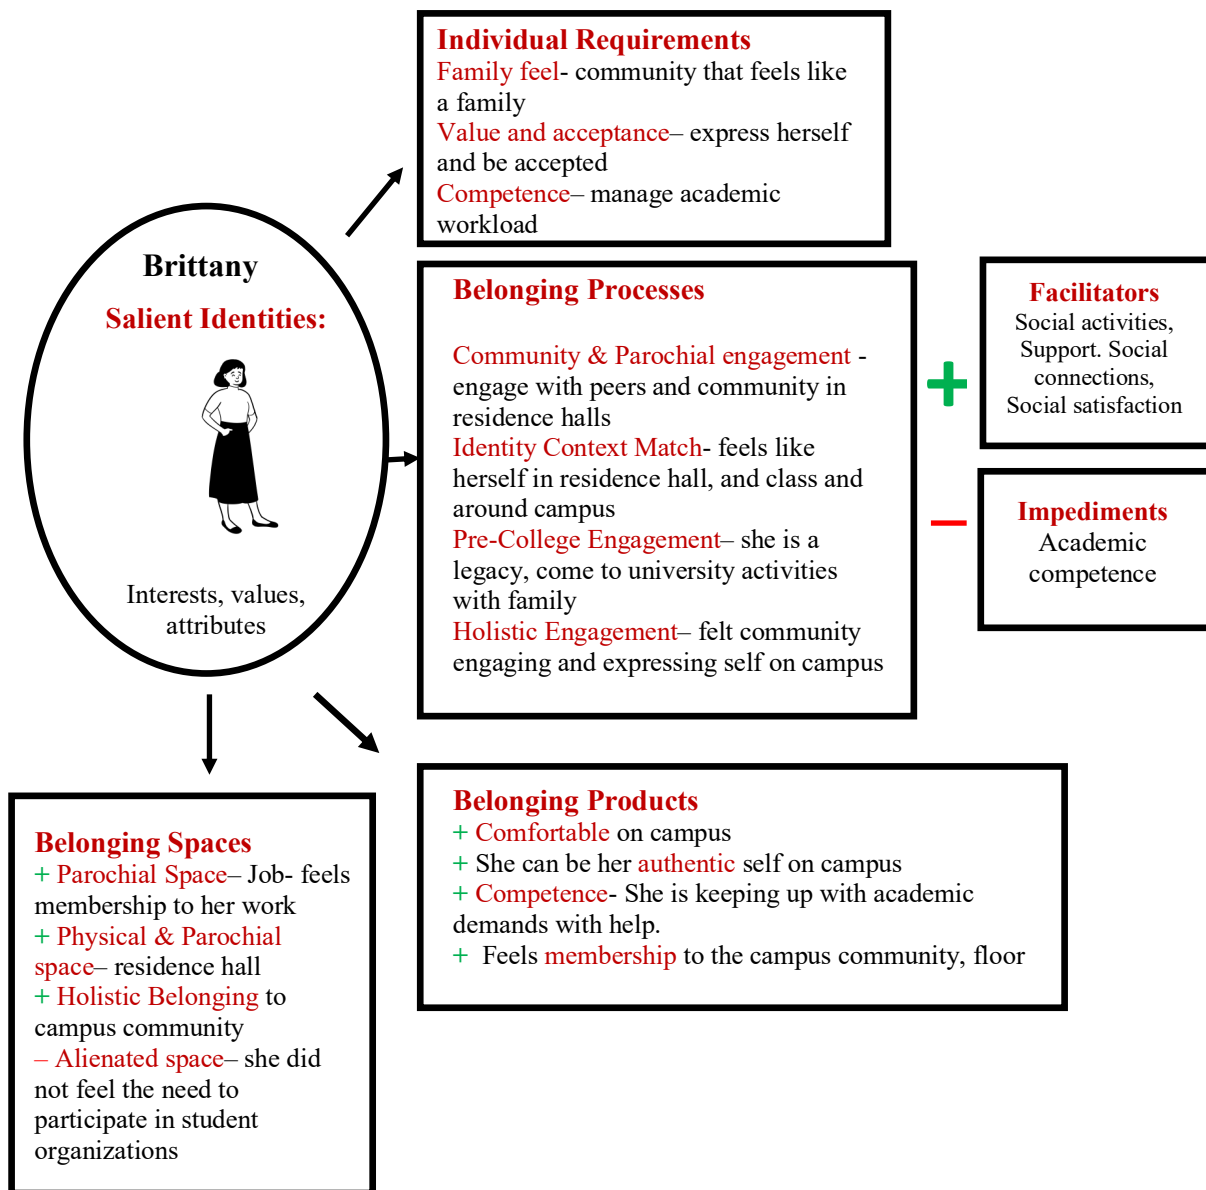 Individual Requirements
Family feel- community that feels like
a family
Value and acceptance– express herself
and be accepted
Competence– manage academic
workload
Brittany
Salient Identities:
Interests, values,
attributes
Belonging Processes
Community & Parochial engagement -
engage with peers and community in
residence halls
Identity Context Match- feels like
herself in residence hall, and class and
around campus
Pre-College Engagement– she is a
legacy, come to university activities
with family
Holistic Engagement– felt community
engaging and expressing self on campus
+
Facilitators
Social activities,
Support. Social
connections,
Social satisfaction
–
Impediments
Academic
competence
Belonging Spaces
+ Parochial Space– Job- feels
membership to her work
+ Physical & Parochial
space– residence hall
+ Holistic Belonging to
campus community
– Alienated space– she did
not feel the need to
participate in student
organizations
Belonging Products
+ Comfortable on campus
+ She can be her authentic self on campus
+ Competence- She is keeping up with academic
demands with help.
+ Feels membership to the campus community, floor